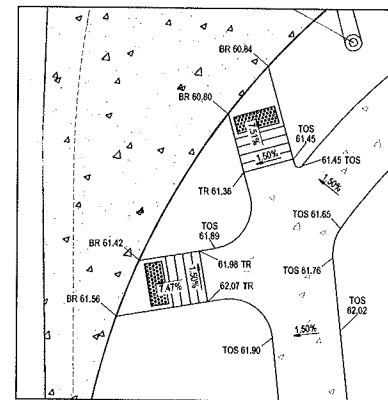 BR 60.84
BR 60.80
7.51%
TOS
61.45
1.50%
61.45 TOS
TR 61.36
1.50%
TOS
61.89
TOS 61.65
BR 61.42
61.98 TR
TOS 61.76
7.47%
1.50%
62.07 TR
BR 61.56
TOS
62.02
1.50%
TOS 61.90